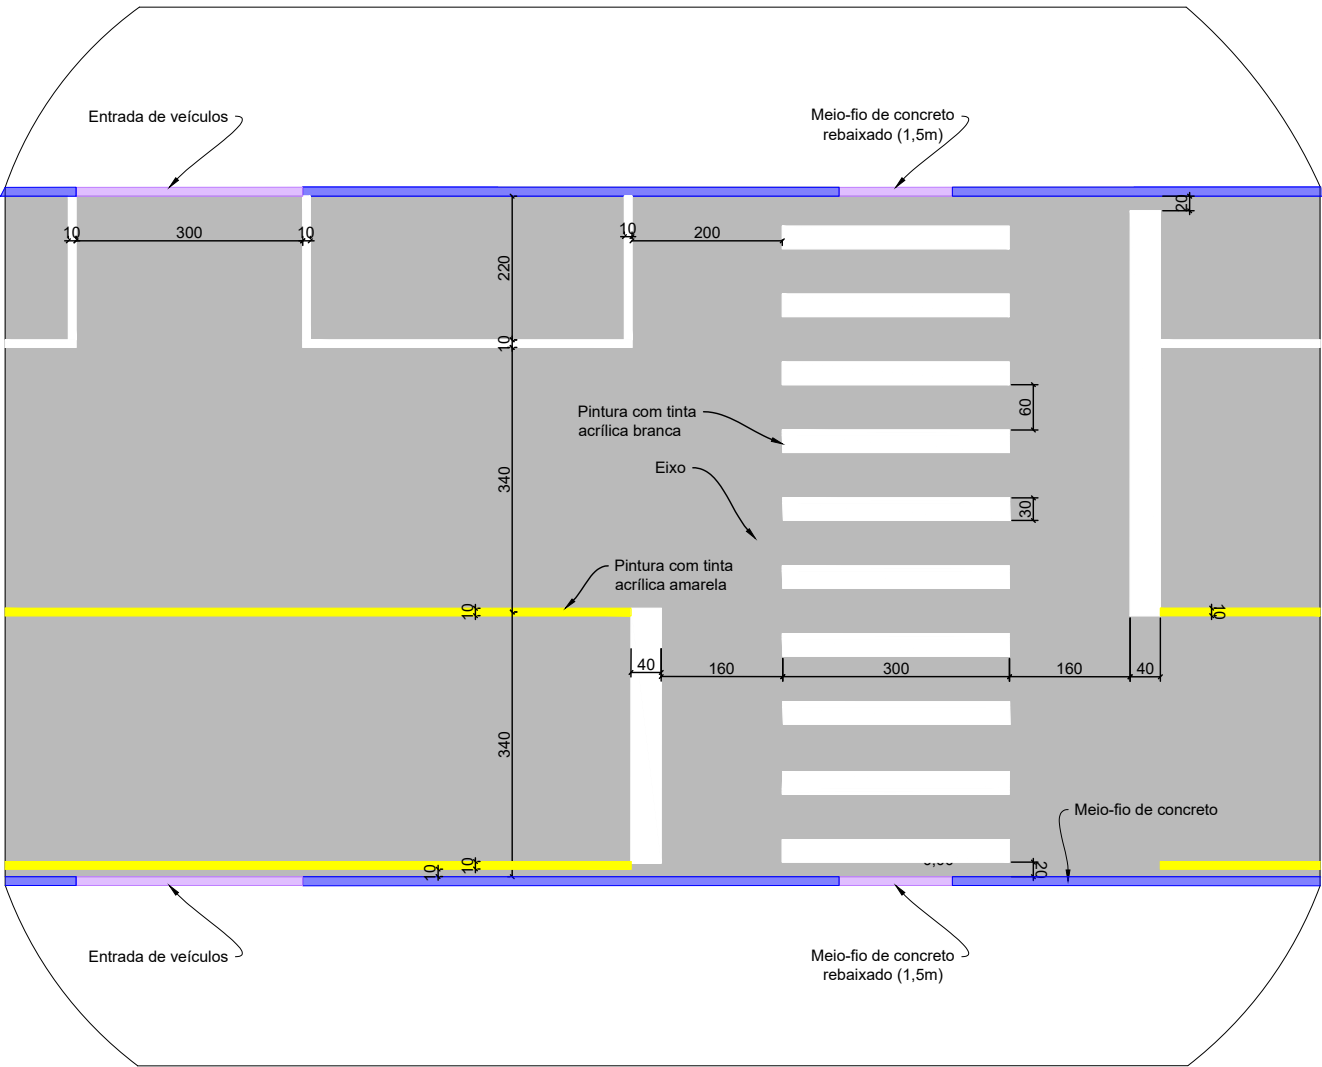 Entrada de veículos
Meio-fio de concreto
rebaixado (1,5m)
20
10
300
10
10
200
220
10
60
Pintura com tinta
acrílica branca
Eixo
340
30
Pintura com tinta
acrílica amarela
10
10
40
160
300
160
40
340
Meio-fio de concreto
10
10
20
Entrada de veículos
Meio-fio de concreto
rebaixado (1,5m)